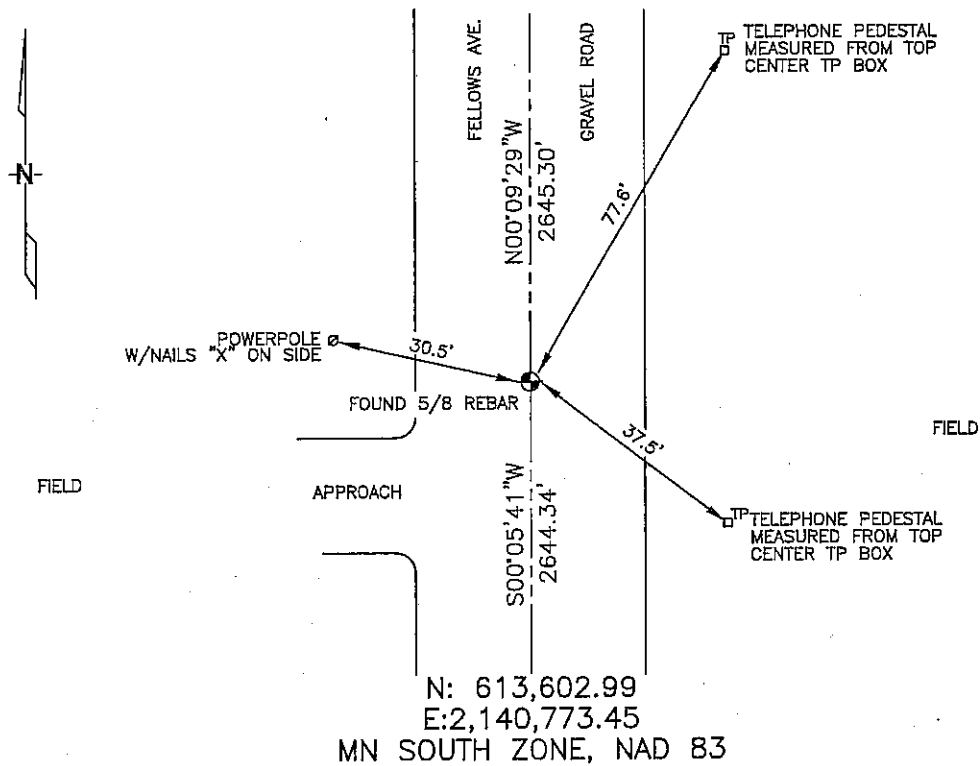 FELLOWS AVE.
GRAVEL ROAD
TP
TELEPHONE PEDESTAL
MEASURED FROM TOP
CENTER TP BOX
N
N00°09'29"W
2645.30'
77.6'
POWERPOLE
W/NAILS "X" ON SIDE
30.5'
FOUND 5/8 REBAR
37.5'
FIELD
FIELD
APPROACH
S00°05'41"W
2644.34'
TP
TELEPHONE PEDESTAL
MEASURED FROM TOP
CENTER TP BOX
N: 613,602.99
E:2,140,773.45
MN SOUTH ZONE, NAD 83